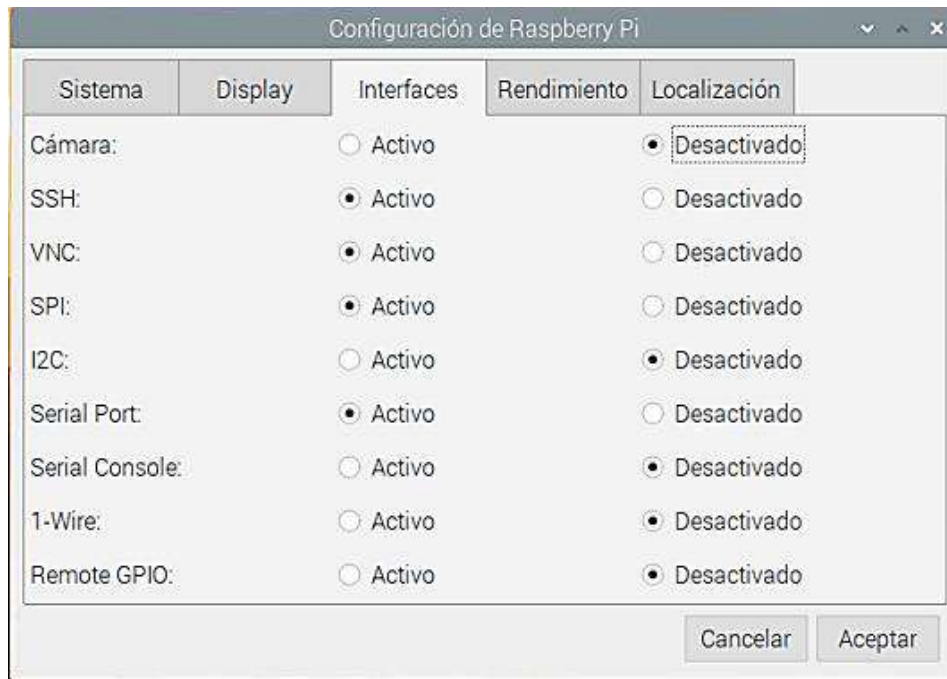 Configuración de Raspberry Pi
Sistema Display Interfaces Rendimiento Localización
Cámara: Activo Desactivado
SSH: Activo Desactivado
VNC: Activo Desactivado
SPI: Activo Desactivado
I2C: Activo Desactivado
Serial Port: Activo Desactivado
Serial Console: Activo Desactivado
1-Wire: Activo Desactivado
Remote GPIO: Activo Desactivado
Cancelar Aceptar